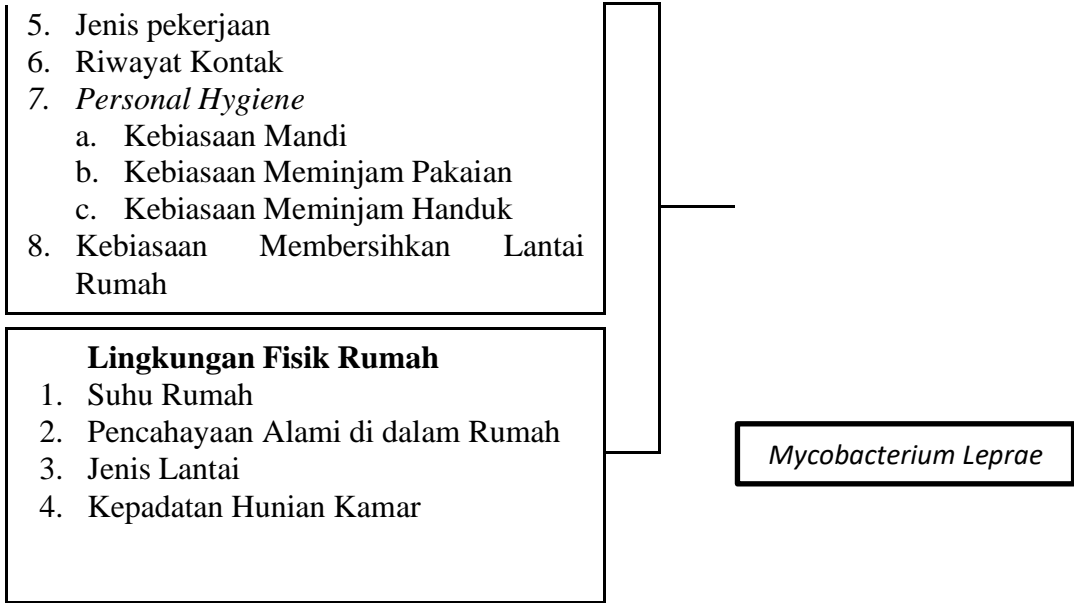 5. Jenis pekerjaan
6. Riwayat Kontak
7. Personal Hygiene
a. Kebiasaan Mandi
b. Kebiasaan Meminjam Pakaian
c. Kebiasaan Meminjam Handuk
8. Kebiasaan Membersihkan Lantai
Rumah
Lingkungan Fisik Rumah
1. Suhu Rumah
2. Pencahayaan Alami di dalam Rumah
3. Jenis Lantai
4. Kepadatan Hunian Kamar
Mycobacterium Leprae